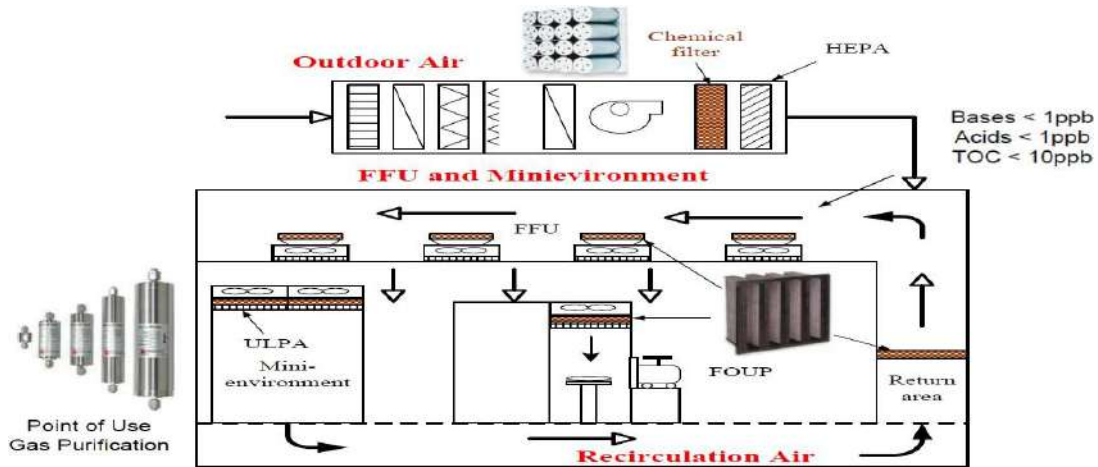 Outdoor Air
Chemical
filter
HEPA
Bases < 1ppb
Acids < 1ppb
TOC < 10ppb
FFU and Minievironment
FFU
ULPA
Mini-
environment
FOUP
Return
area
Point of Use
Gas Purification
Recirculation Air